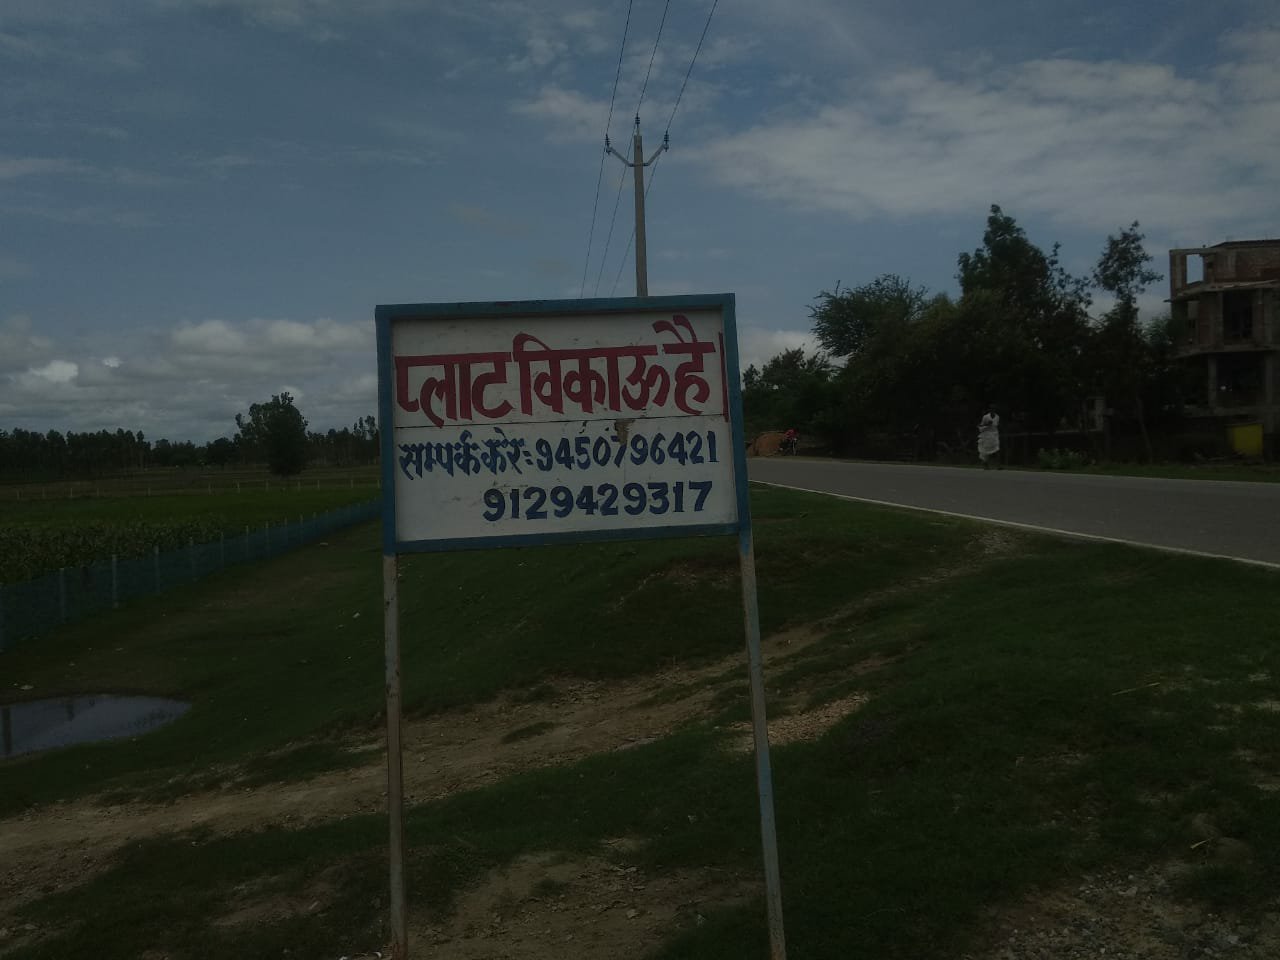 प्लाट विकाऊ है।
सम्पर्क करेः 9450796421
9129429317